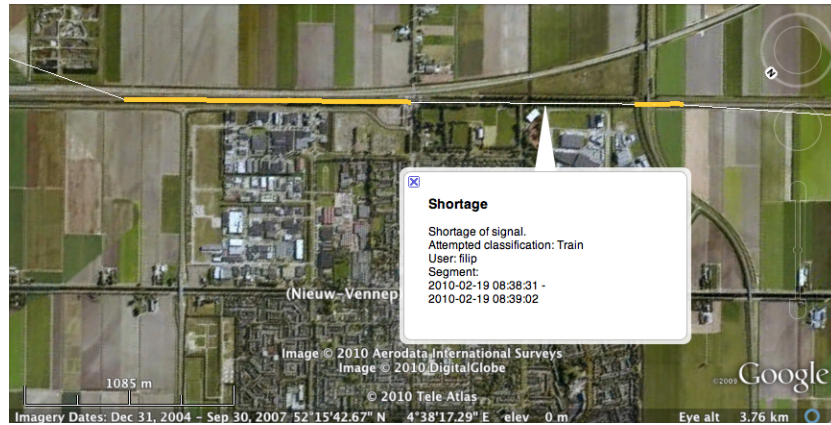 N
Shortage
Shortage of signal.
Attempted classification: Train
User: filip
Segment:
2010-02-19 08:38:31 -
2010-02-19 08:39:02
(Nieuw-Vennep
Image © 2010 Aerodata International Surveys
Image © 2010 DigitalGlobe
1085 m
© 2010 Tele Atlas
©2009 Google
Imagery Dates: Dec 31, 2004 - Sep 30, 2007 52°15'42.67" N 4°38'17.29" E elev 0 m Eye alt 3.76 km